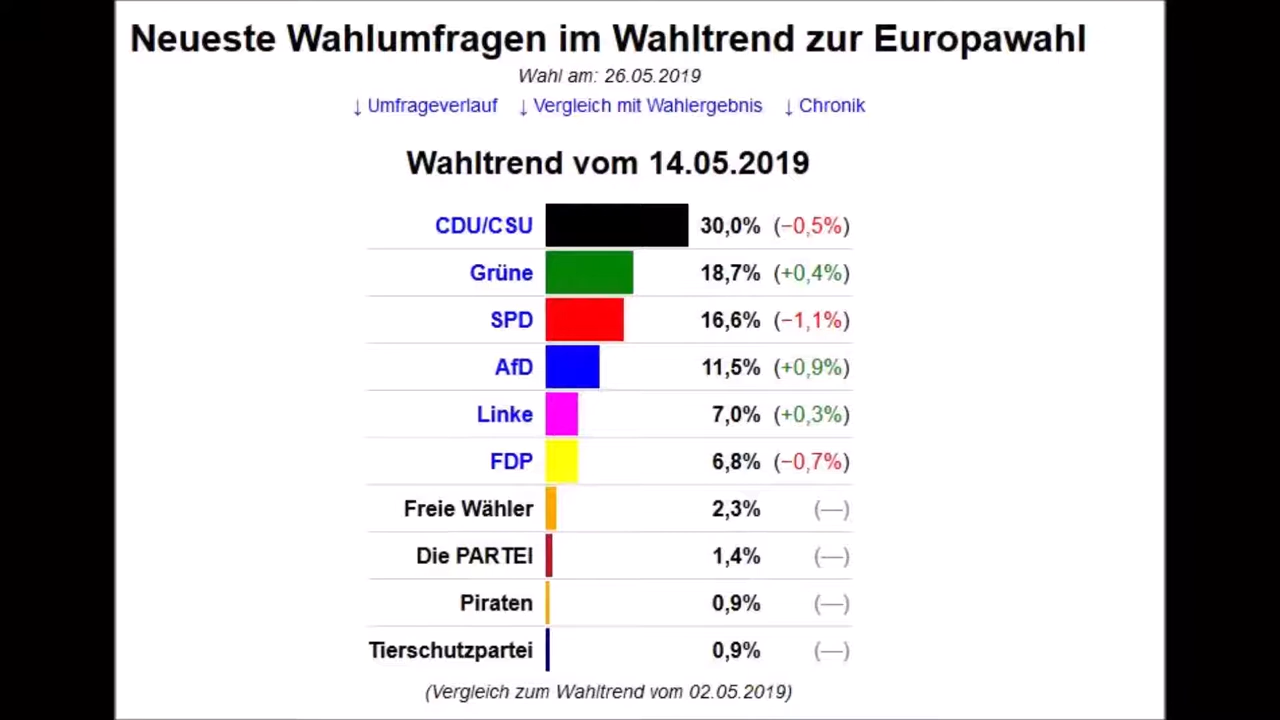 Neueste Wahlumfragen im Wahltrend zur Europawahl
Wahl am: 26.05.2019
↓ Umfrageverlauf ↓ Vergleich mit Wahlergebnis ↓ Chronik
Wahltrend vom 14.05.2019
CDU/CSU 30,0% (−0,5%)
Grüne 18,7% (+0,4%)
SPD 16,6% (−1,1%)
AfD 11,5% (+0,9%)
Linke 7,0% (+0,3%)
FDP 6,8% (−0,7%)
Freie Wähler 2,3% (—)
Die PARTEI 1,4% (—)
Piraten 0,9% (—)
Tierschutzpartei 0,9% (—)
(Vergleich zum Wahltrend vom 02.05.2019)